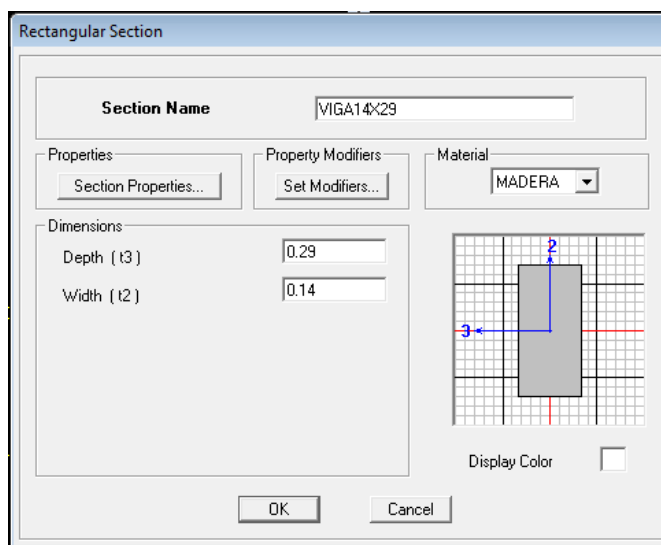 Rectangular Section
Section Name VIGA14X29
Properties Property Modifiers Material
Section Properties... Set Modifiers... MADERA
Dimensions
Depth ( t3 ) 0.29
Width ( t2 ) 0.14
2
3
Display Color
OK Cancel